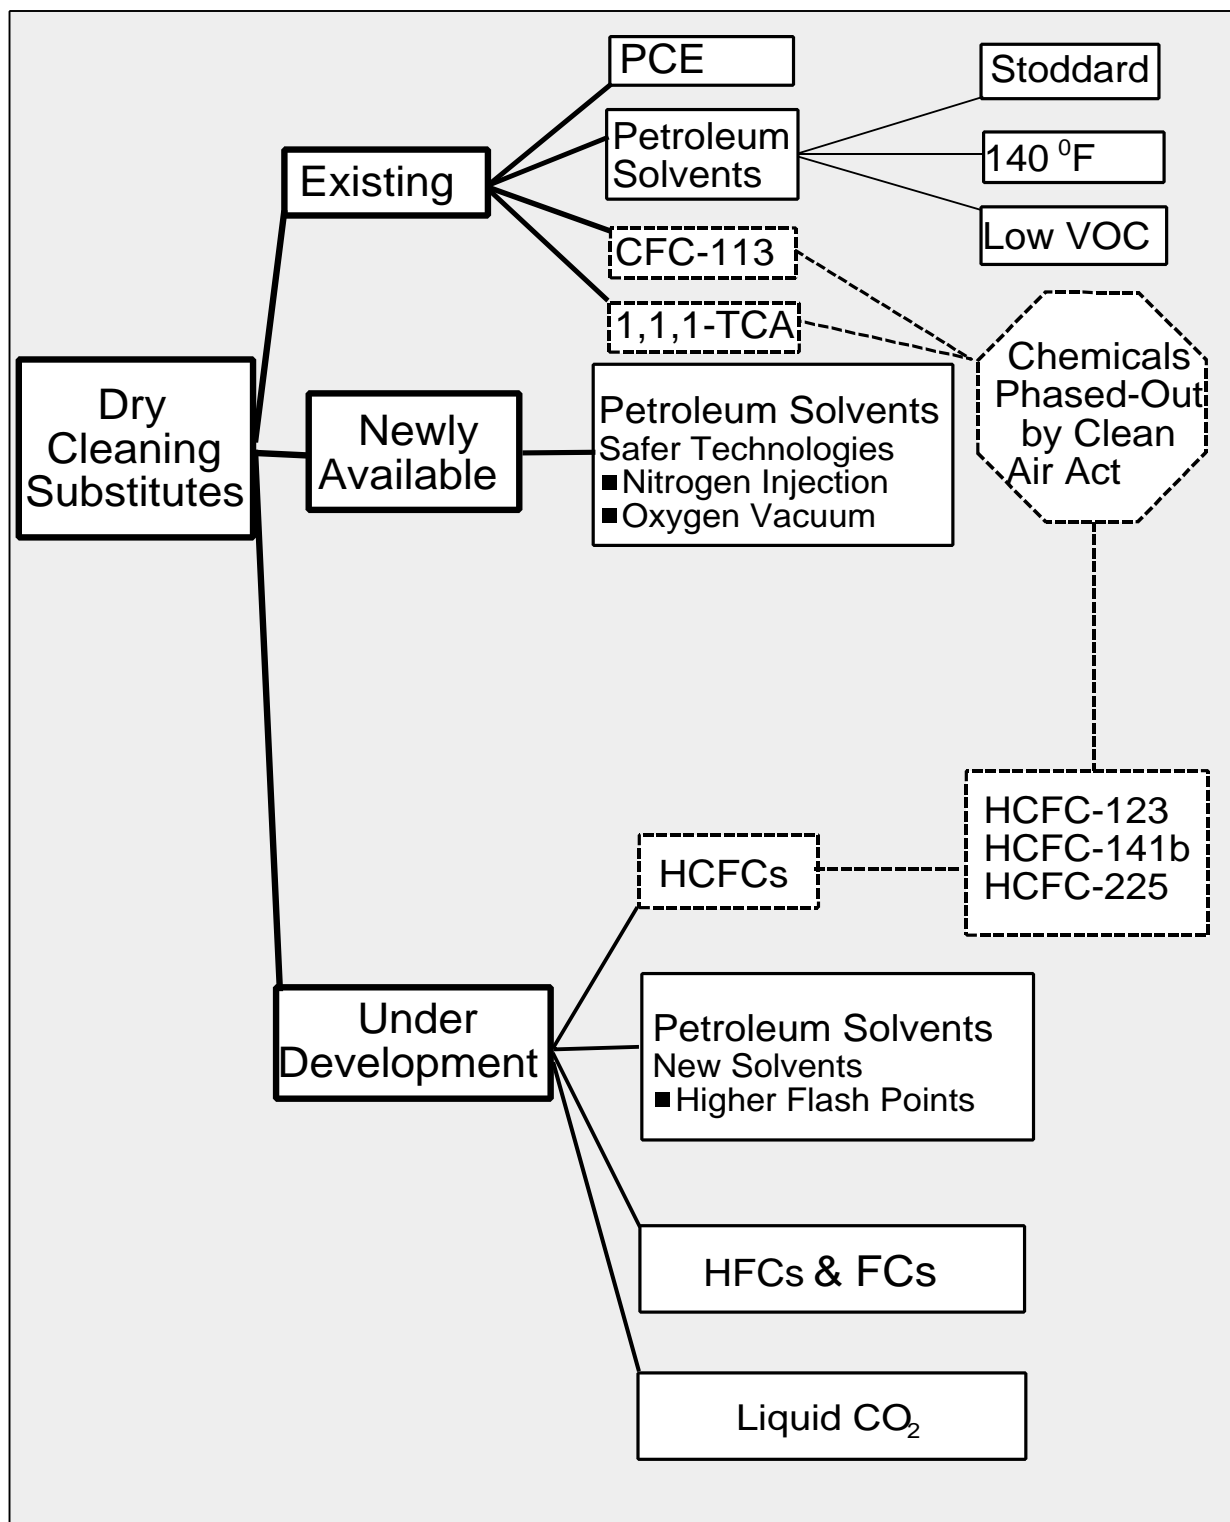 PCE
Petroleum
Solvents
Stoddard
140 ⁰F
Low VOC
Existing
CFC-113
1,1,1-TCA
Chemicals
Phased-Out
by Clean
Air Act
Dry
Cleaning
Substitutes
Newly
Available
Petroleum Solvents
Safer Technologies
■ Nitrogen Injection
■ Oxygen Vacuum
HCFCs
HCFC-123
HCFC-141b
HCFC-225
Under
Development
Petroleum Solvents
New Solvents
■ Higher Flash Points
HFCs & FCs
Liquid CO₂